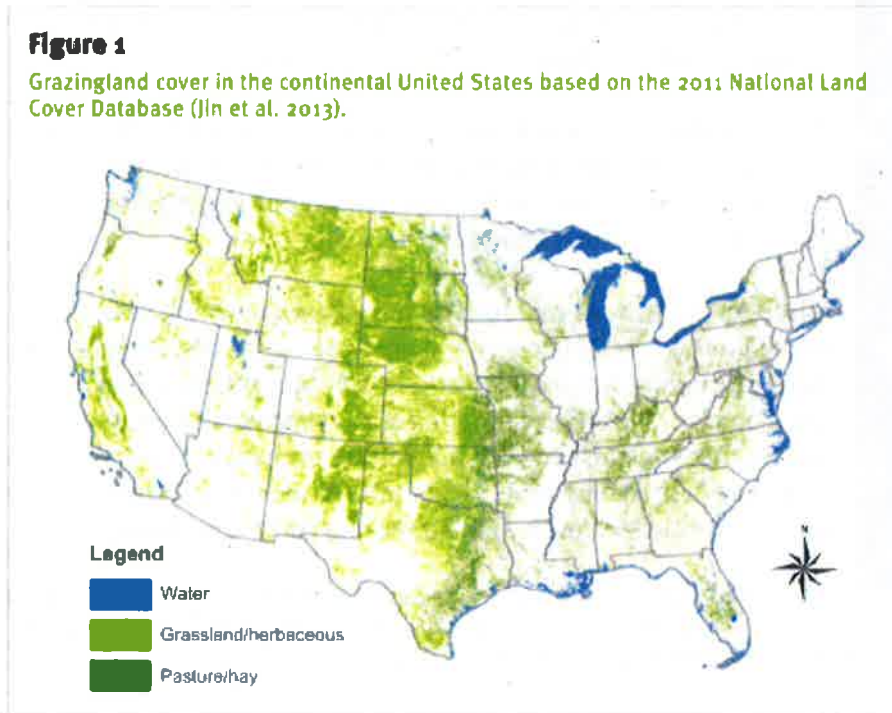 Figure 1
Grazingland cover in the continental United States based on the 2011 National Land
Cover Database (Jin et al. 2013).
N
Legend
Water
Grassland/herbaceous
Pasture/hay